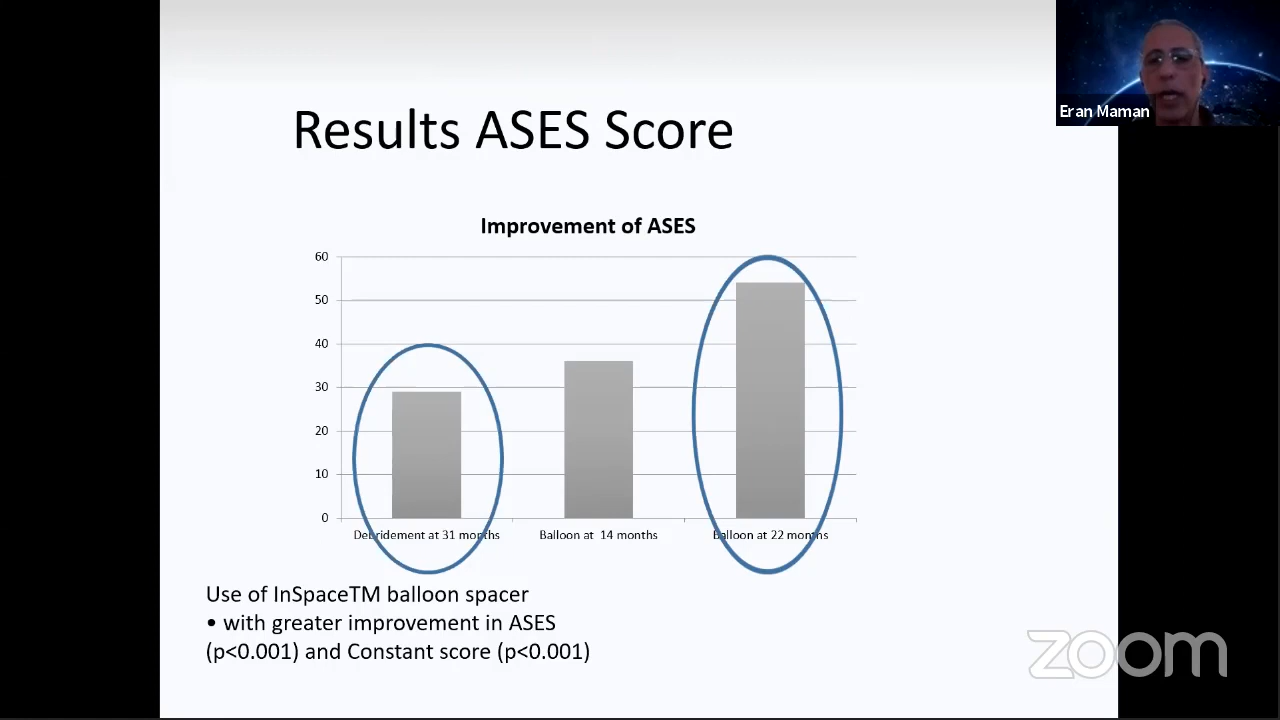 Results ASES Score
Eran Maman
Improvement of ASES
60
50
40
30
20
10
0
Debridement at 31 months
Balloon at 14 months
Balloon at 22 months
Use of InSpaceTM balloon spacer
• with greater improvement in ASES
(p<0.001) and Constant score (p<0.001)
zoom